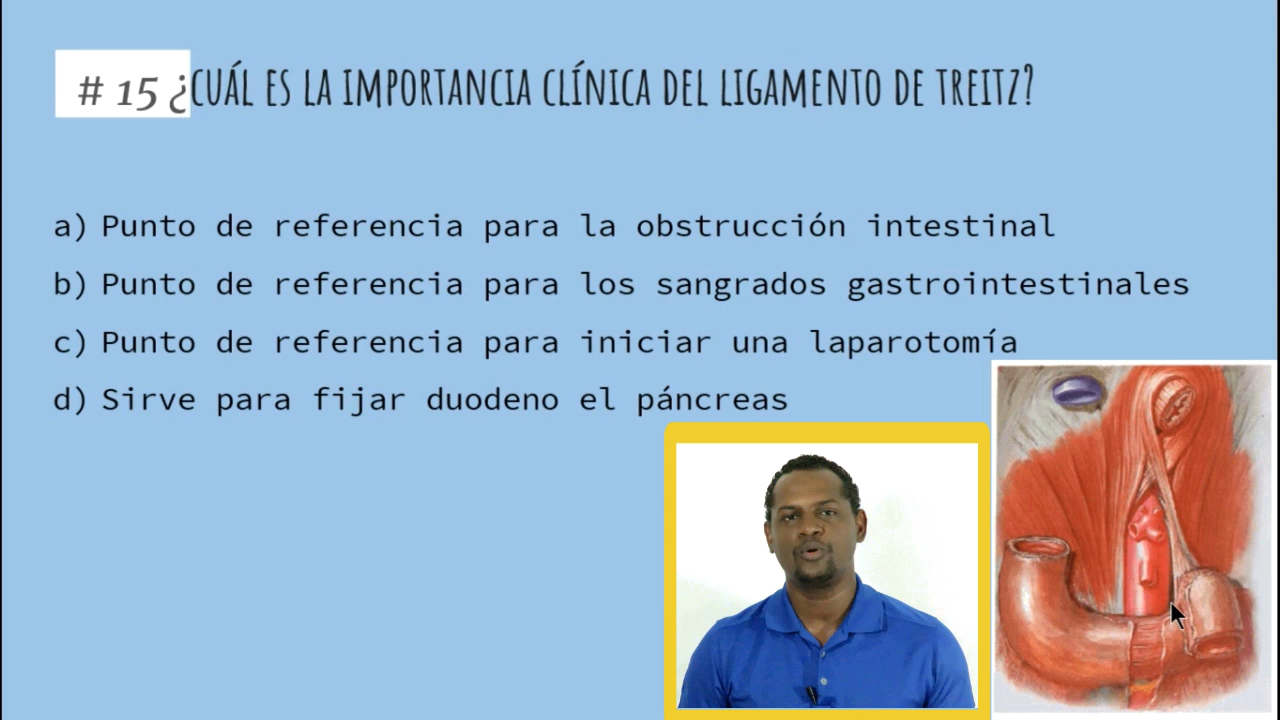 # 15 ¿CUÁL ES LA IMPORTANCIA CLÍNICA DEL LIGAMENTO DE TREITZ?
a) Punto de referencia para la obstrucción intestinal
b) Punto de referencia para los sangrados gastrointestinales
c) Punto de referencia para iniciar una laparotomía
d) Sirve para fijar duodeno el páncreas